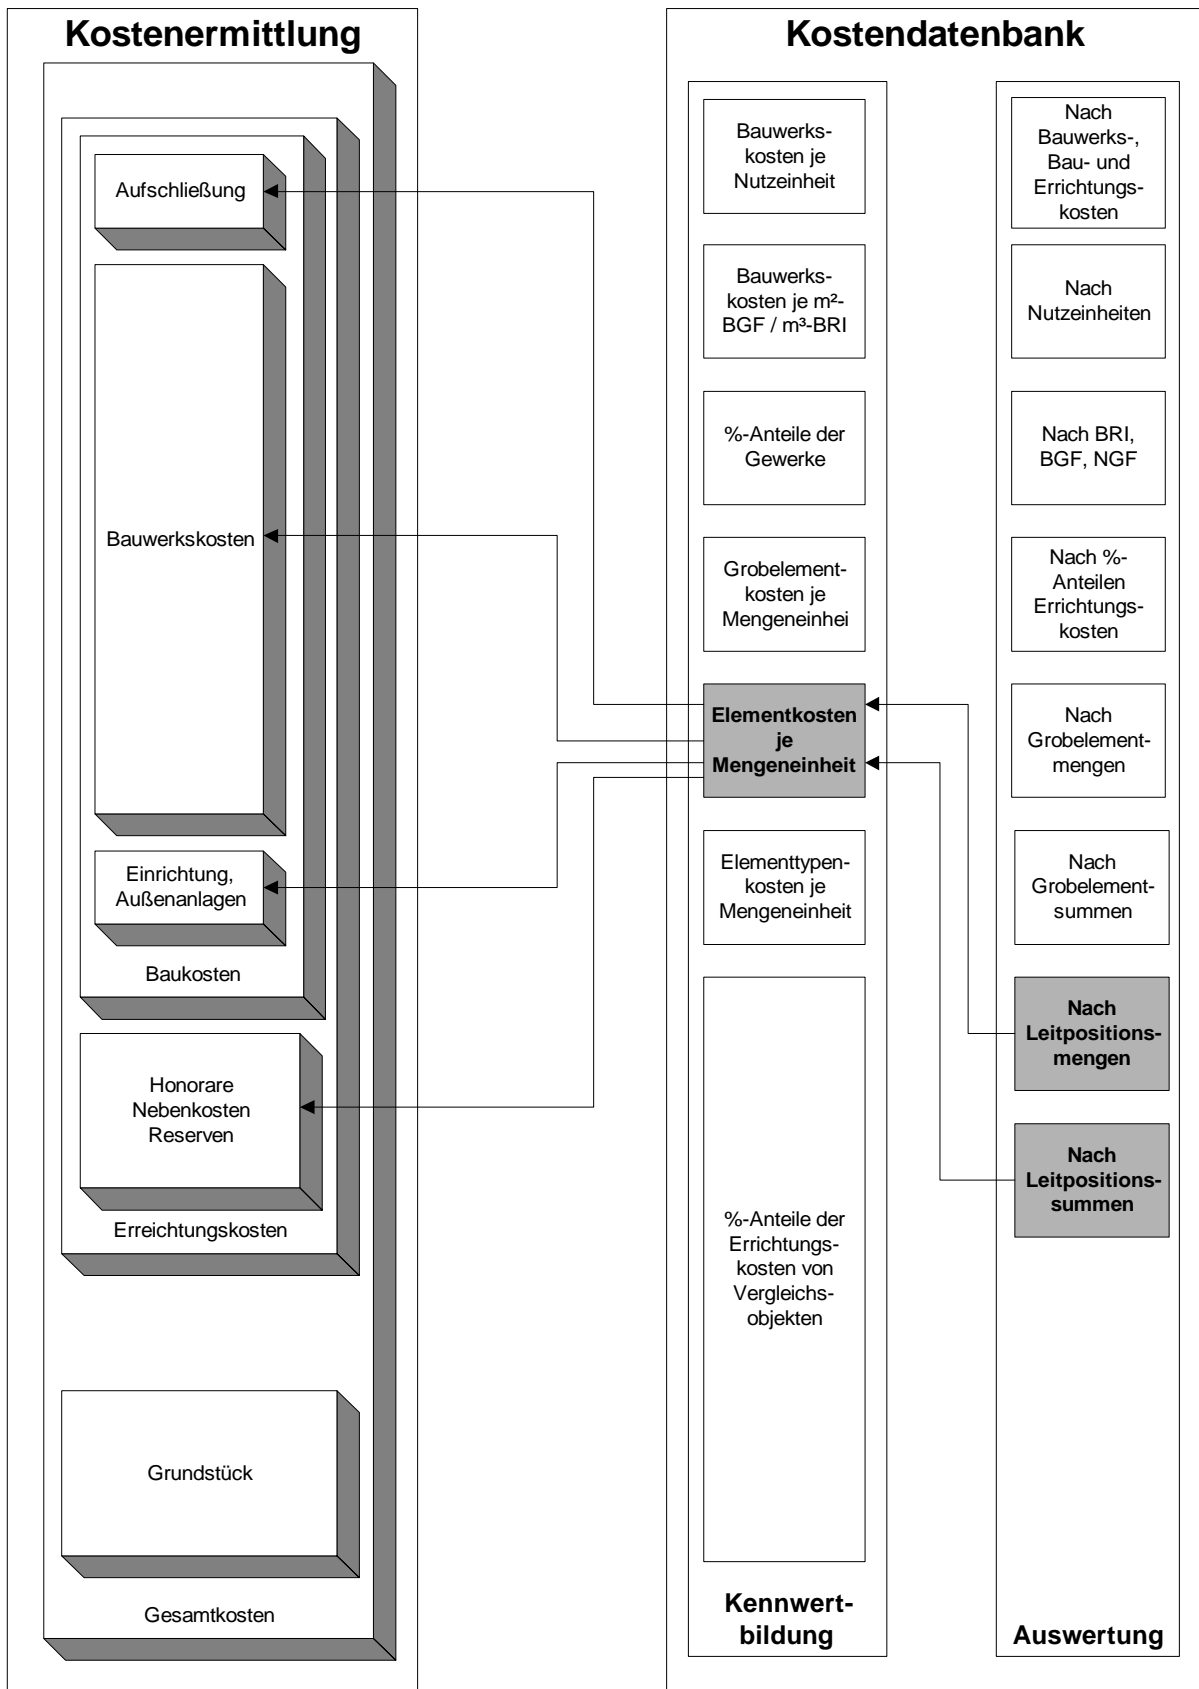 Kostenermittlung
Aufschließung
Bauwerkskosten
Einrichtung,
Außenanlagen
Baukosten
Honorare
Nebenkosten
Reserven
Erreichtungskosten
Grundstück
Gesamtkosten
Kostendatenbank
Bauwerks-
kosten je
Nutzeinheit
Bauwerks-
kosten je m²-
BGF / m³-BRI
%-Anteile der
Gewerke
Grobelement-
kosten je
Mengeneinhei
Elementkosten
je
Mengeneinheit
Elementtypen-
kosten je
Mengeneinheit
%-Anteile der
Errichtungs-
kosten von
Vergleichs-
objekten
Kennwert-
bildung
Nach
Bauwerks-,
Bau- und
Errichtungs-
kosten
Nach
Nutzeinheiten
Nach BRI,
BGF, NGF
Nach %-
Anteilen
Errichtungs-
kosten
Nach
Grobelement-
mengen
Nach
Grobelement-
summen
Nach
Leitpositions-
mengen
Nach
Leitpositions-
summen
Auswertung